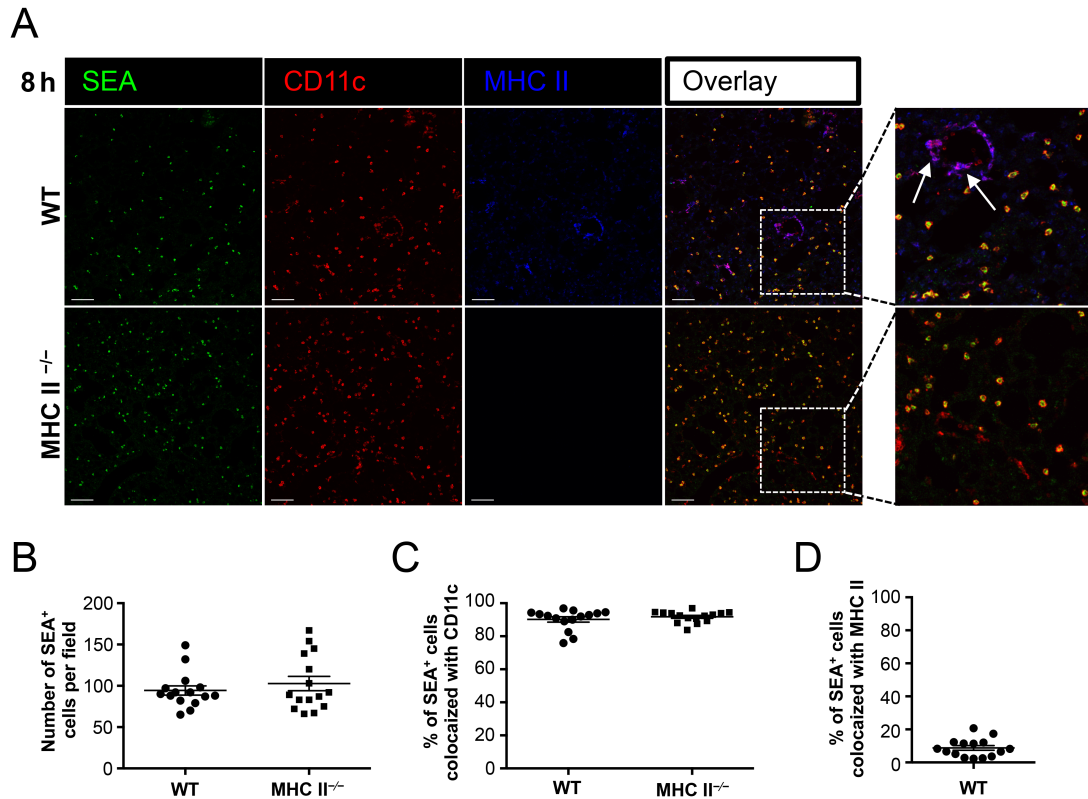 A
8 h
SEA
CD11c
MHC II
Overlay
WT
MHC II −/−
B
Number of SEA⁺
cells per field
200
150
100
50
0
WT
MHC II−/−
C
% of SEA⁺ cells
colocaized with CD11c
100
80
60
40
20
0
WT
MHC II−/−
D
% of SEA⁺ cells
colocaized with MHC II
100
80
60
40
20
0
WT